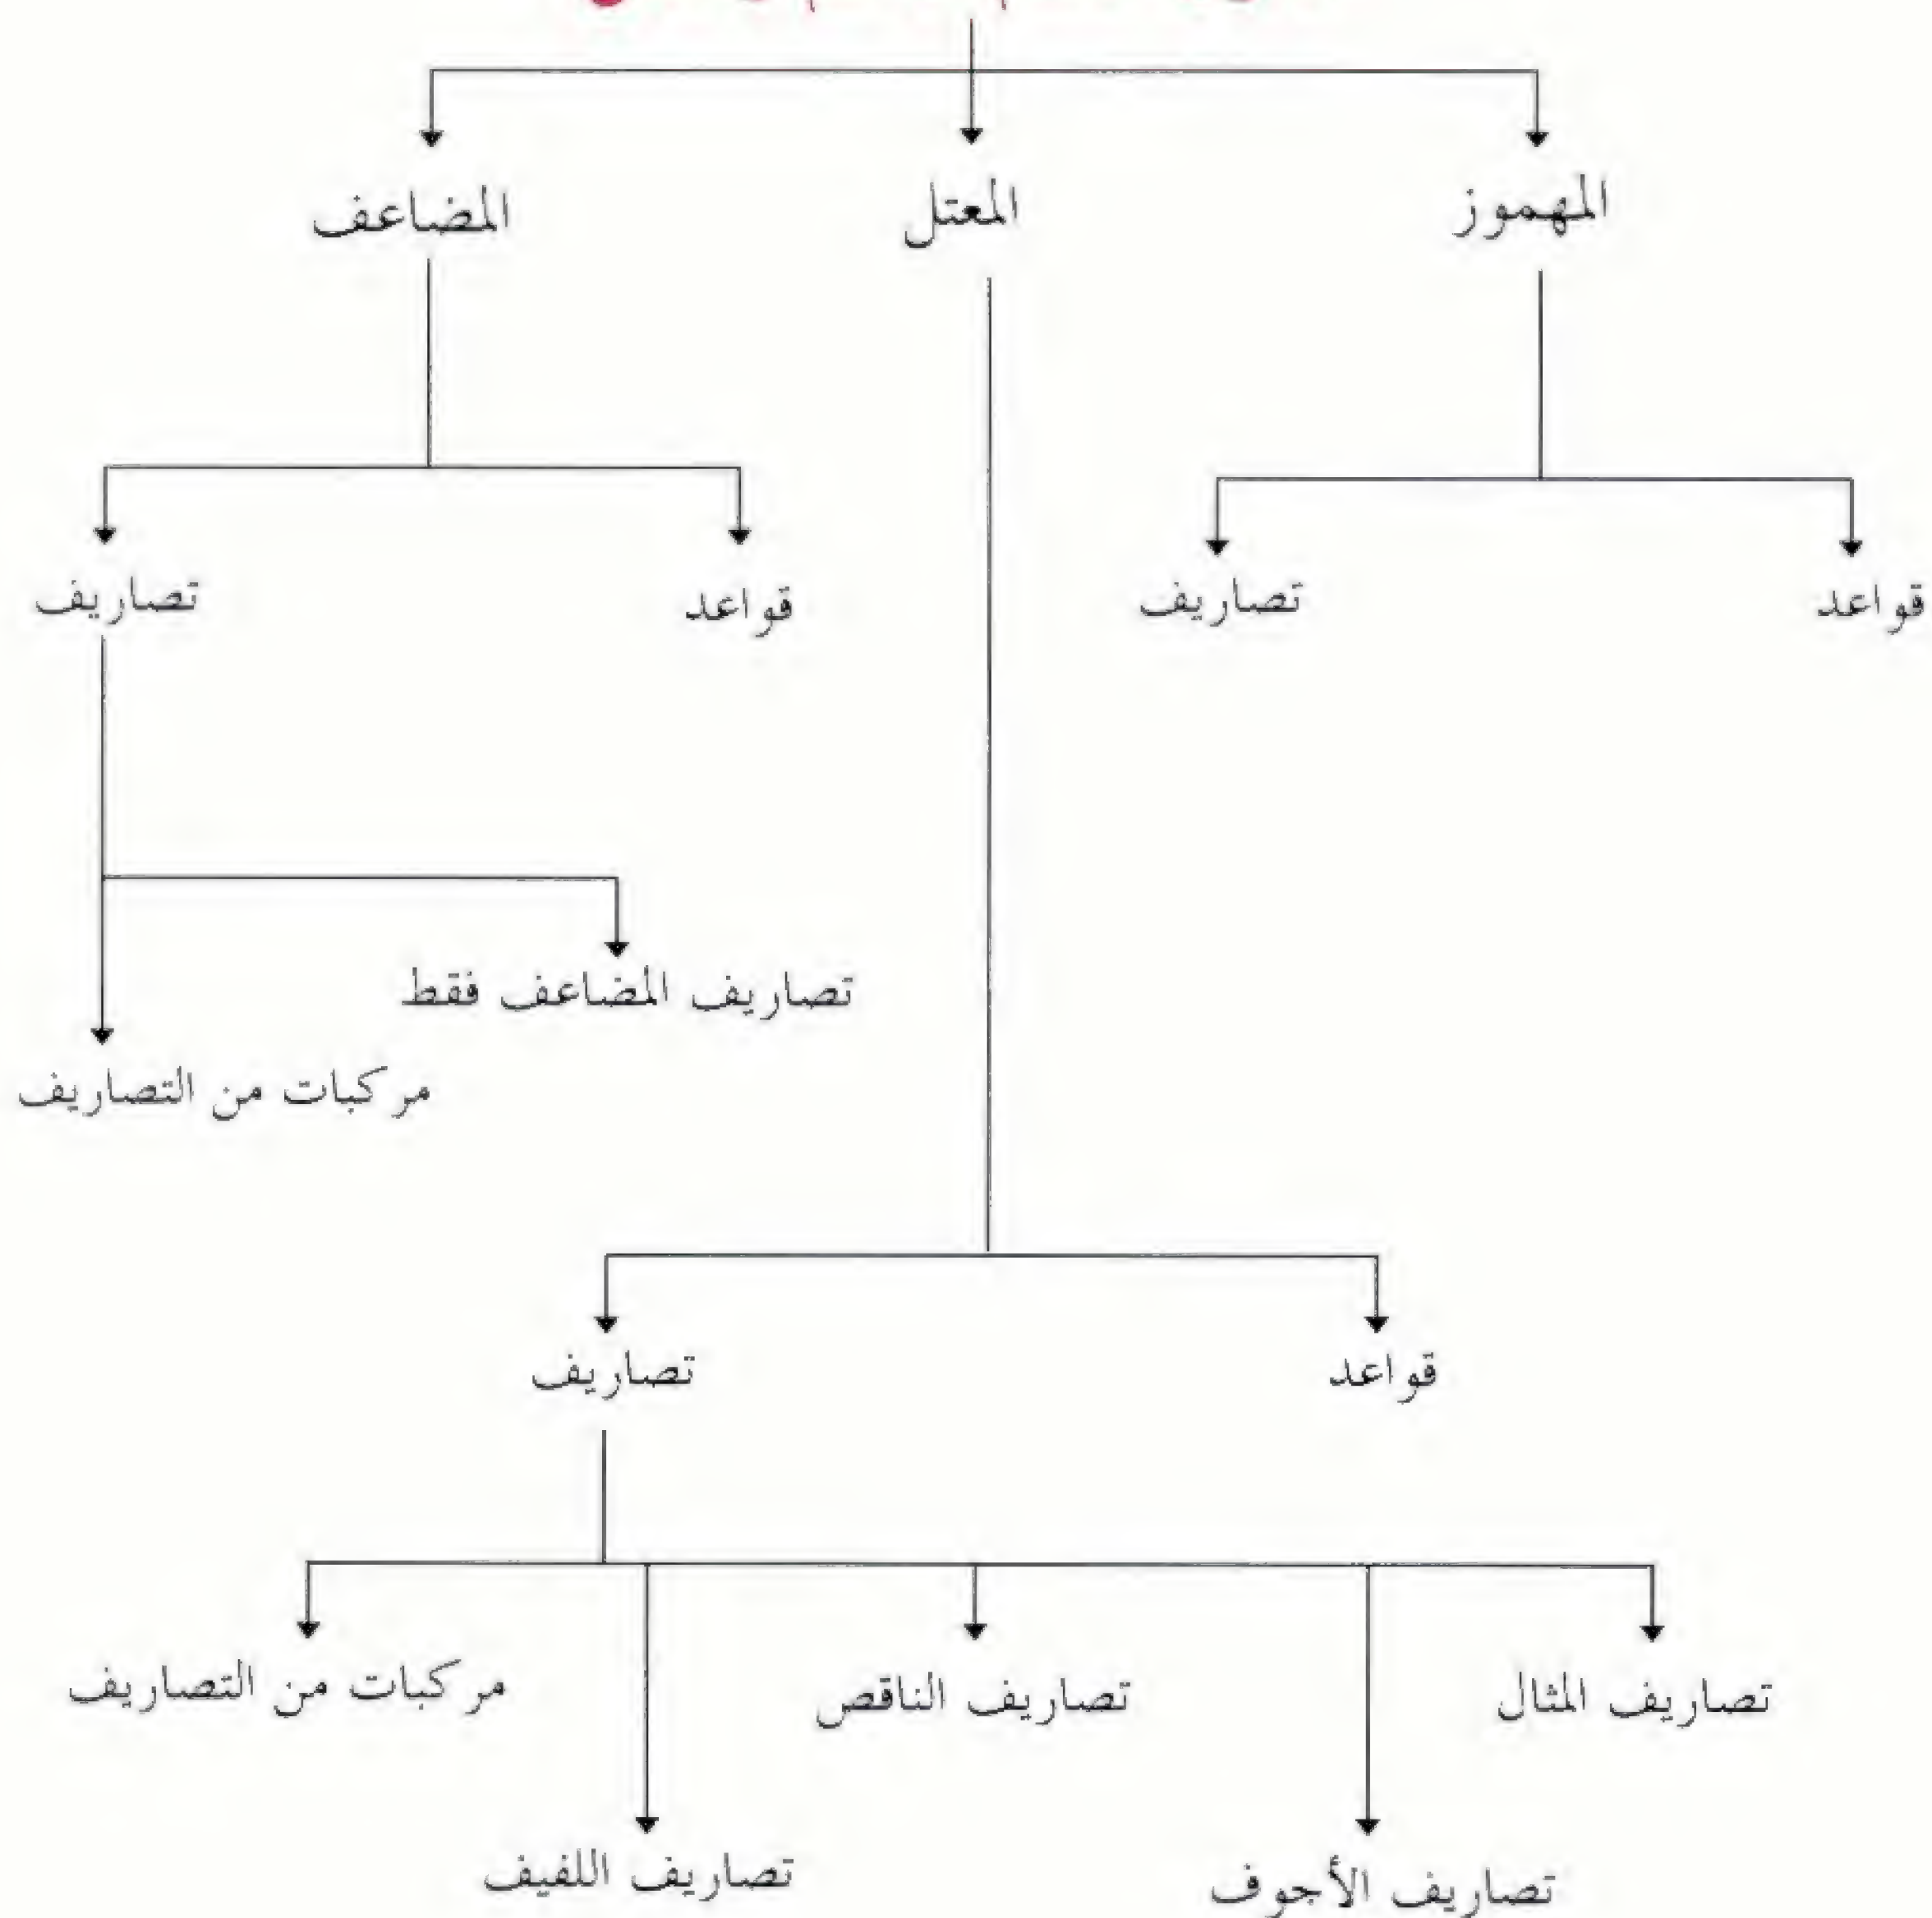 المهموز
المعتل
المضاعف
قواعد
تصاريف
قواعد
تصاريف
تصاريف المضاعف فقط
مركبات من التصاريف
قواعد
تصاريف
تصاريف المثال
تصاريف الناقص
مركبات من التصاريف
تصاريف الأجوف
تصاريف اللفيف